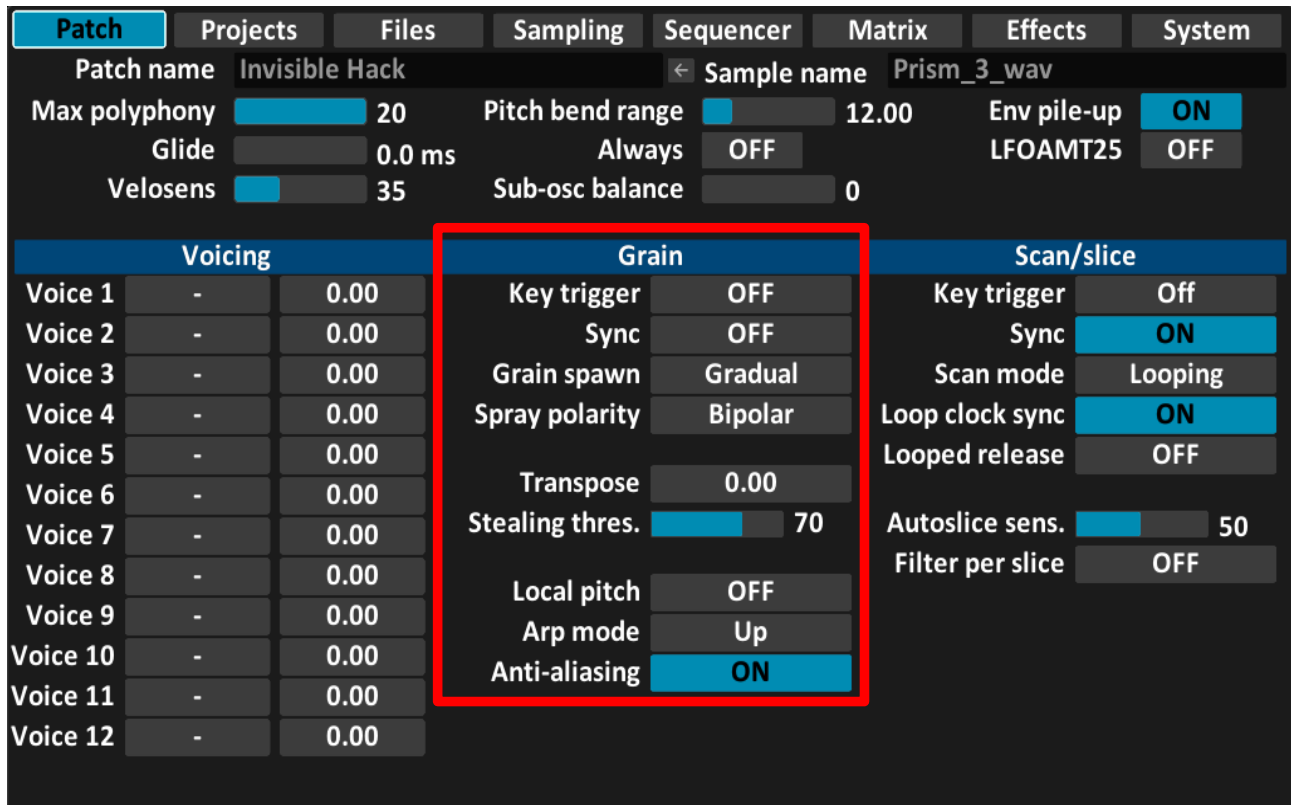 Patch Projects Files Sampling Sequencer Matrix Effects System
Patch name Invisible Hack ← Sample name Prism_3_wav
Max polyphony 20 Pitch bend range 12.00 Env pile-up ON
Glide 0.0 ms Always OFF LFOAMT25 OFF
Velosens 35 Sub-osc balance 0
Voicing Grain Scan/slice
Voice 1 - 0.00 Key trigger OFF Key trigger Off
Voice 2 - 0.00 Sync OFF Sync ON
Voice 3 - 0.00 Grain spawn Gradual Scan mode Looping
Voice 4 - 0.00 Spray polarity Bipolar Loop clock sync ON
Voice 5 - 0.00 Looped release OFF
Voice 6 - 0.00 Transpose 0.00
Voice 7 - 0.00 Stealing thres. 70 Autoslice sens. 50
Voice 8 - 0.00 Filter per slice OFF
Voice 9 - 0.00 Local pitch OFF
Voice 10 - 0.00 Arp mode Up
Voice 11 - 0.00 Anti-aliasing ON
Voice 12 - 0.00